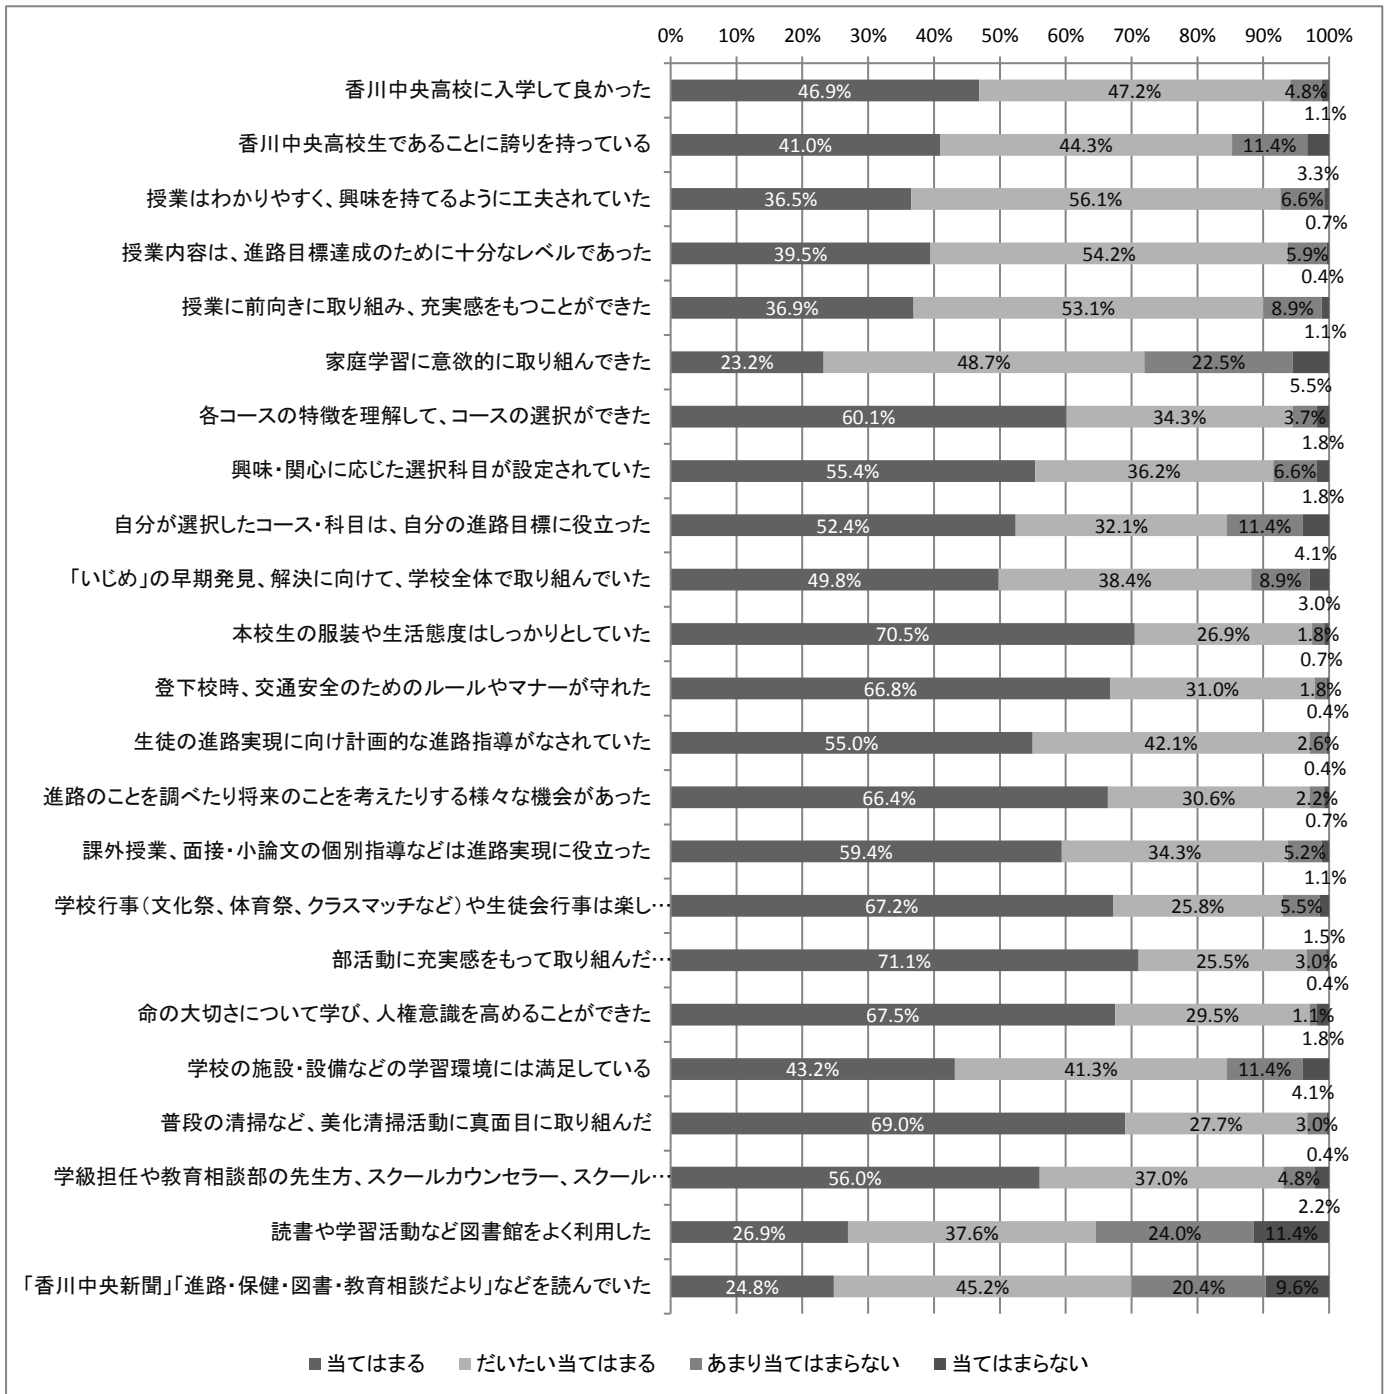 0% 10% 20% 30% 40% 50% 60% 70% 80% 90% 100%
香川中央高校に入学して良かった 46.9% 47.2% 4.8% 1.1%
香川中央高校生であることに誇りを持っている 41.0% 44.3% 11.4% 3.3%
授業はわかりやすく、興味を持てるように工夫されていた 36.5% 56.1% 6.6% 0.7%
授業内容は、進路目標達成のために十分なレベルであった 39.5% 54.2% 5.9% 0.4%
授業に前向きに取り組み、充実感をもつことができた 36.9% 53.1% 8.9% 1.1%
家庭学習に意欲的に取り組んできた 23.2% 48.7% 22.5% 5.5%
各コースの特徴を理解して、コースの選択ができた 60.1% 34.3% 3.7% 1.8%
興味・関心に応じた選択科目が設定されていた 55.4% 36.2% 6.6% 1.8%
自分が選択したコース・科目は、自分の進路目標に役立った 52.4% 32.1% 11.4% 4.1%
「いじめ」の早期発見、解決に向けて、学校全体で取り組んでいた 49.8% 38.4% 8.9% 3.0%
本校生の服装や生活態度はしっかりとしていた 70.5% 26.9% 1.8% 0.7%
登下校時、交通安全のためのルールやマナーが守れた 66.8% 31.0% 1.8% 0.4%
生徒の進路実現に向け計画的な進路指導がなされていた 55.0% 42.1% 2.6% 0.4%
進路のことを調べたり将来のことを考えたりする様々な機会があった 66.4% 30.6% 2.2% 0.7%
課外授業、面接・小論文の個別指導などは進路実現に役立った 59.4% 34.3% 5.2% 1.1%
学校行事（文化祭、体育祭、クラスマッチなど）や生徒会行事は楽し… 67.2% 25.8% 5.5% 1.5%
部活動に充実感をもって取り組んだ… 71.1% 25.5% 3.0% 0.4%
命の大切さについて学び、人権意識を高めることができた 67.5% 29.5% 1.1% 1.8%
学校の施設・設備などの学習環境には満足している 43.2% 41.3% 11.4% 4.1%
普段の清掃など、美化清掃活動に真面目に取り組んだ 69.0% 27.7% 3.0% 0.4%
学級担任や教育相談部の先生方、スクールカウンセラー、スクール… 56.0% 37.0% 4.8% 2.2%
読書や学習活動など図書館をよく利用した 26.9% 37.6% 24.0% 11.4%
「香川中央新聞」「進路・保健・図書・教育相談だより」などを読んでいた 24.8% 45.2% 20.4% 9.6%
当てはまる だいたい当てはまる あまり当てはまらない 当てはまらない